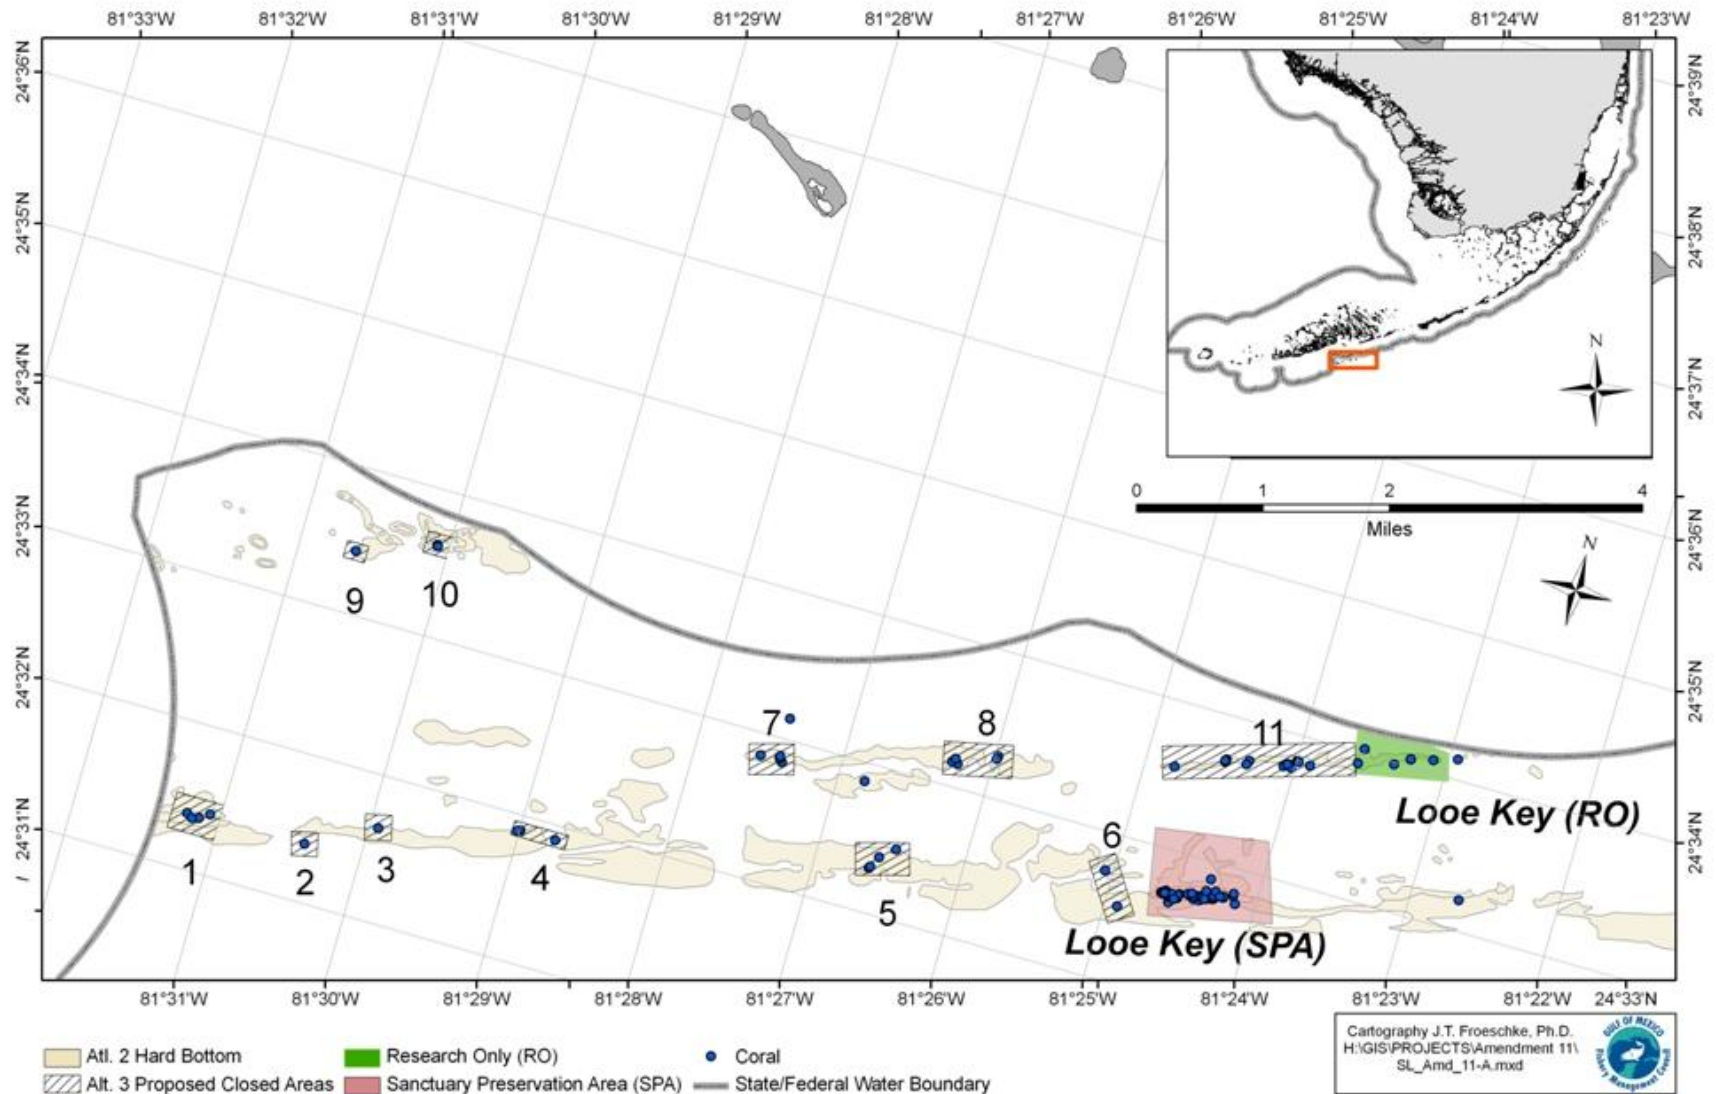 81°33'W 81°32'W 81°31'W 81°30'W 81°29'W 81°28'W 81°27'W 81°26'W 81°25'W 81°24'W 81°23'W
24°36'N
24°35'N
24°34'N
24°33'N
24°32'N
24°31'N
24°39'N
24°38'N
24°37'N
24°36'N
24°35'N
24°34'N
N
0 1 2 4
Miles
N
9 10
7 8 11
Looe Key (RO)
1 2 3 4 5 6
Looe Key (SPA)
81°31'W 81°30'W 81°29'W 81°28'W 81°27'W 81°26'W 81°25'W 81°24'W 81°23'W 81°22'W 24°33'N
Atl. 2 Hard Bottom Research Only (RO) Coral
Alt. 3 Proposed Closed Areas Sanctuary Preservation Area (SPA) State/Federal Water Boundary
Cartography J.T. Froeschke, Ph.D.
H:\GIS\PROJECTS\Amendment 11\
SL_Amd_11-A.mxd
GULF OF MEXICO
Fishery Management Council